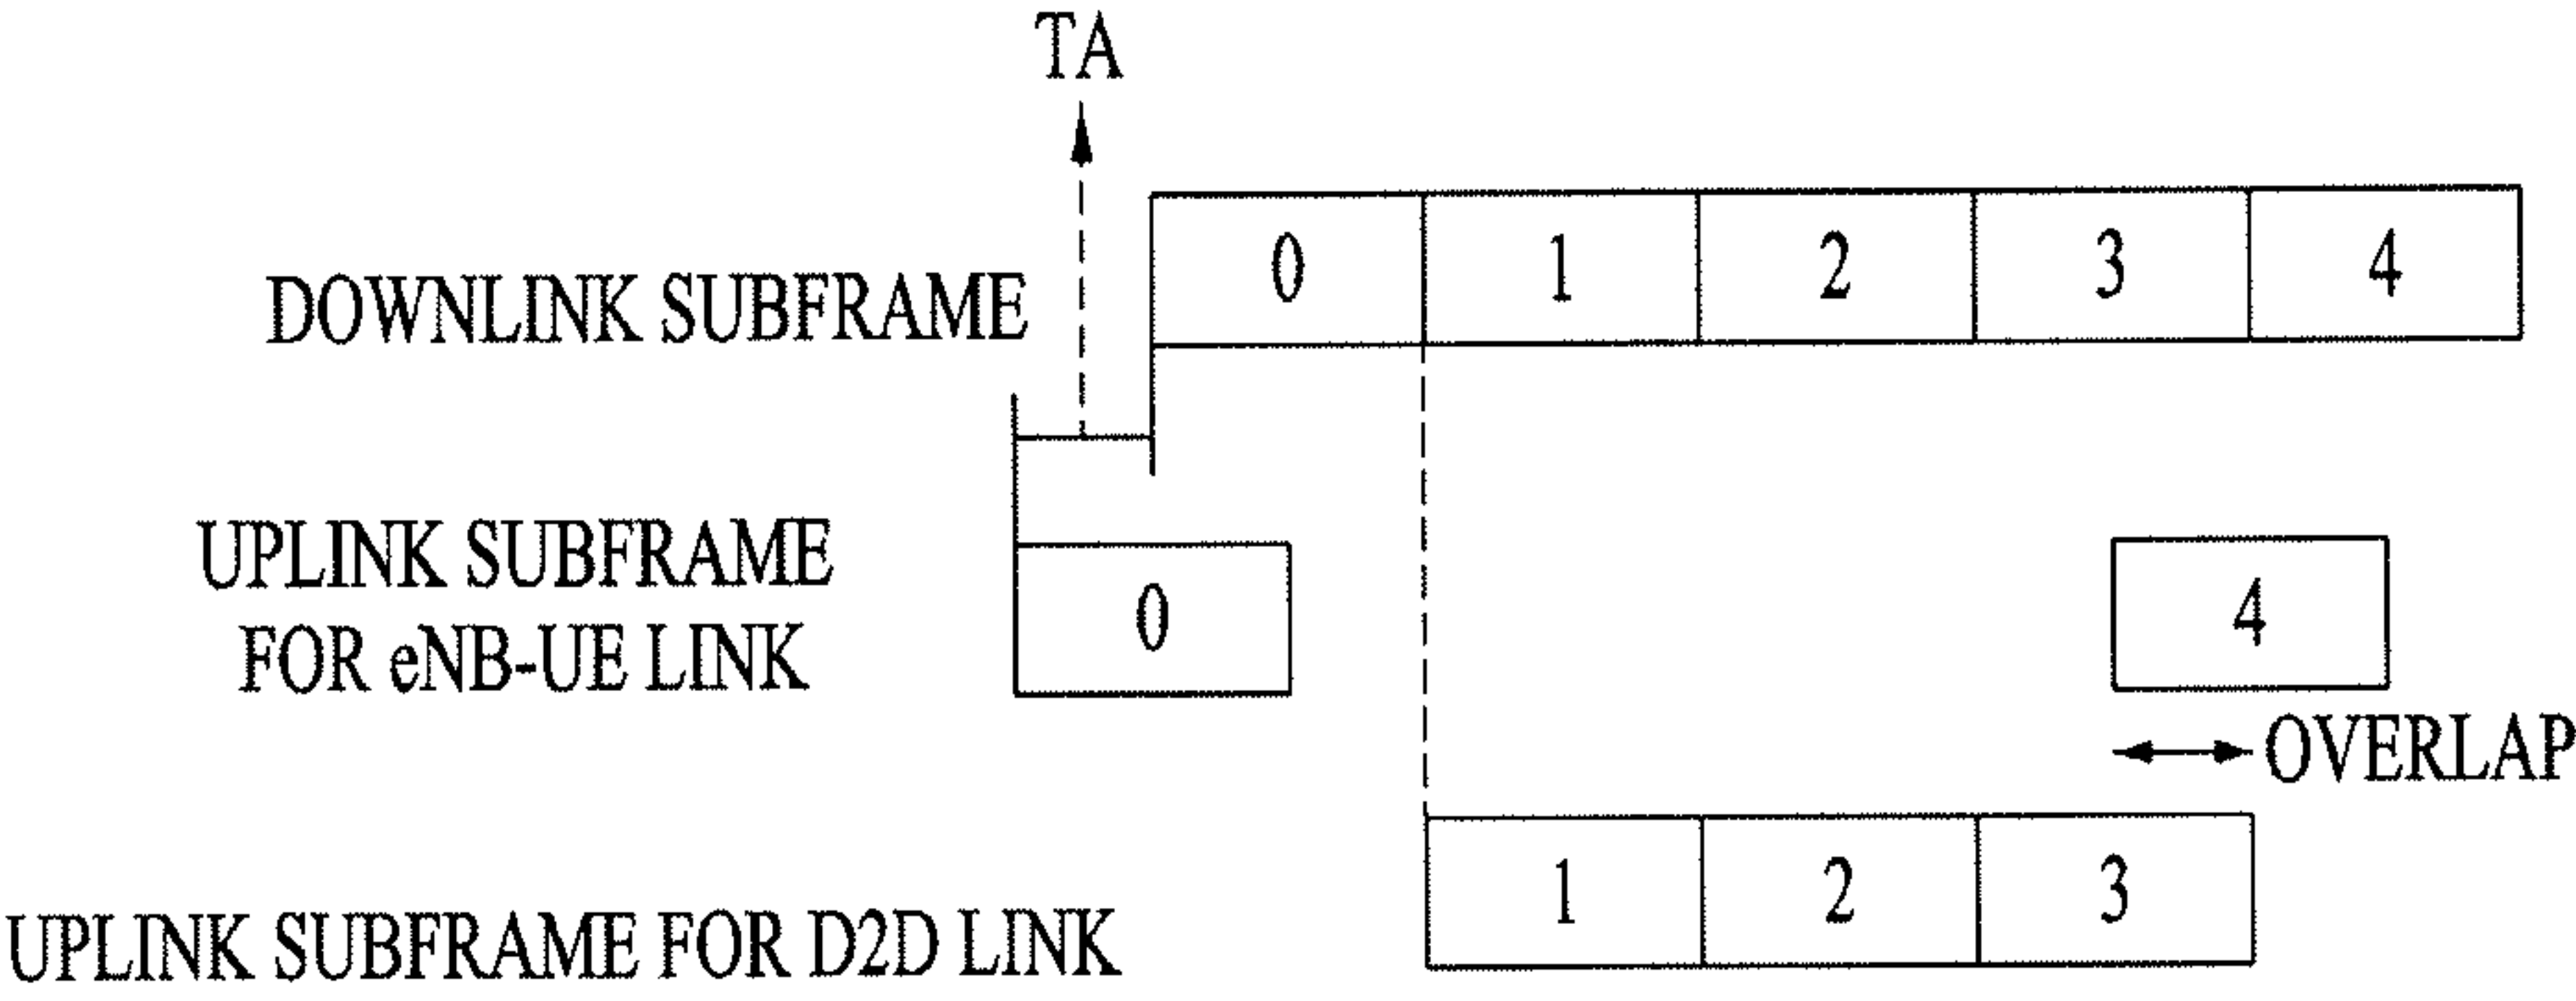 TA
DOWNLINK SUBFRAME 0 1 2 3 4
UPLINK SUBFRAME
FOR eNB-UE LINK
0 4
OVERLAP
UPLINK SUBFRAME FOR D2D LINK 1 2 3